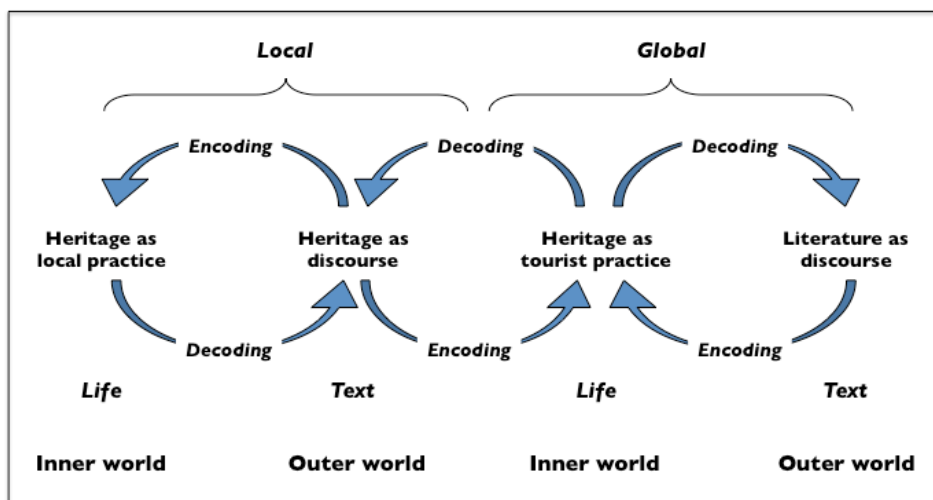 Local
Global
Encoding
Decoding
Decoding
Heritage as
local practice
Heritage as
discourse
Heritage as
tourist practice
Literature as
discourse
Decoding
Encoding
Encoding
Life
Text
Life
Text
Inner world
Outer world
Inner world
Outer world